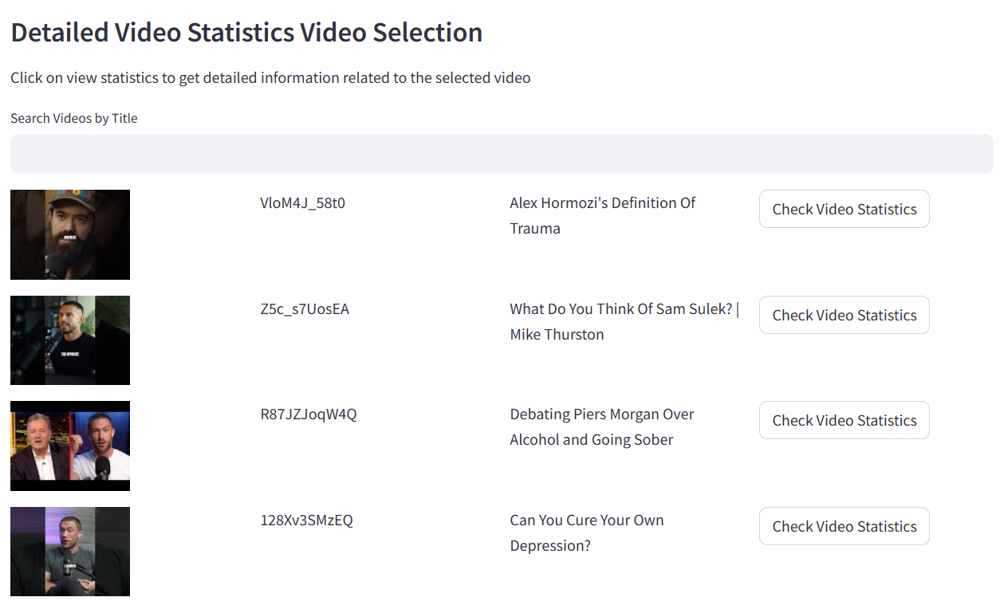 Detailed Video Statistics Video Selection
Click on view statistics to get detailed information related to the selected video
Search Videos by Title
VloM4J_58t0
Alex Hormozi's Definition Of
Trauma
Check Video Statistics
Z5c_s7UosEA
What Do You Think Of Sam Sulek? |
Mike Thurston
Check Video Statistics
THE OPPOSITE
R87JZJoqW4Q
Debating Piers Morgan Over
Alcohol and Going Sober
Check Video Statistics
128Xv3SMzEQ
Can You Cure Your Own
Depression?
Check Video Statistics